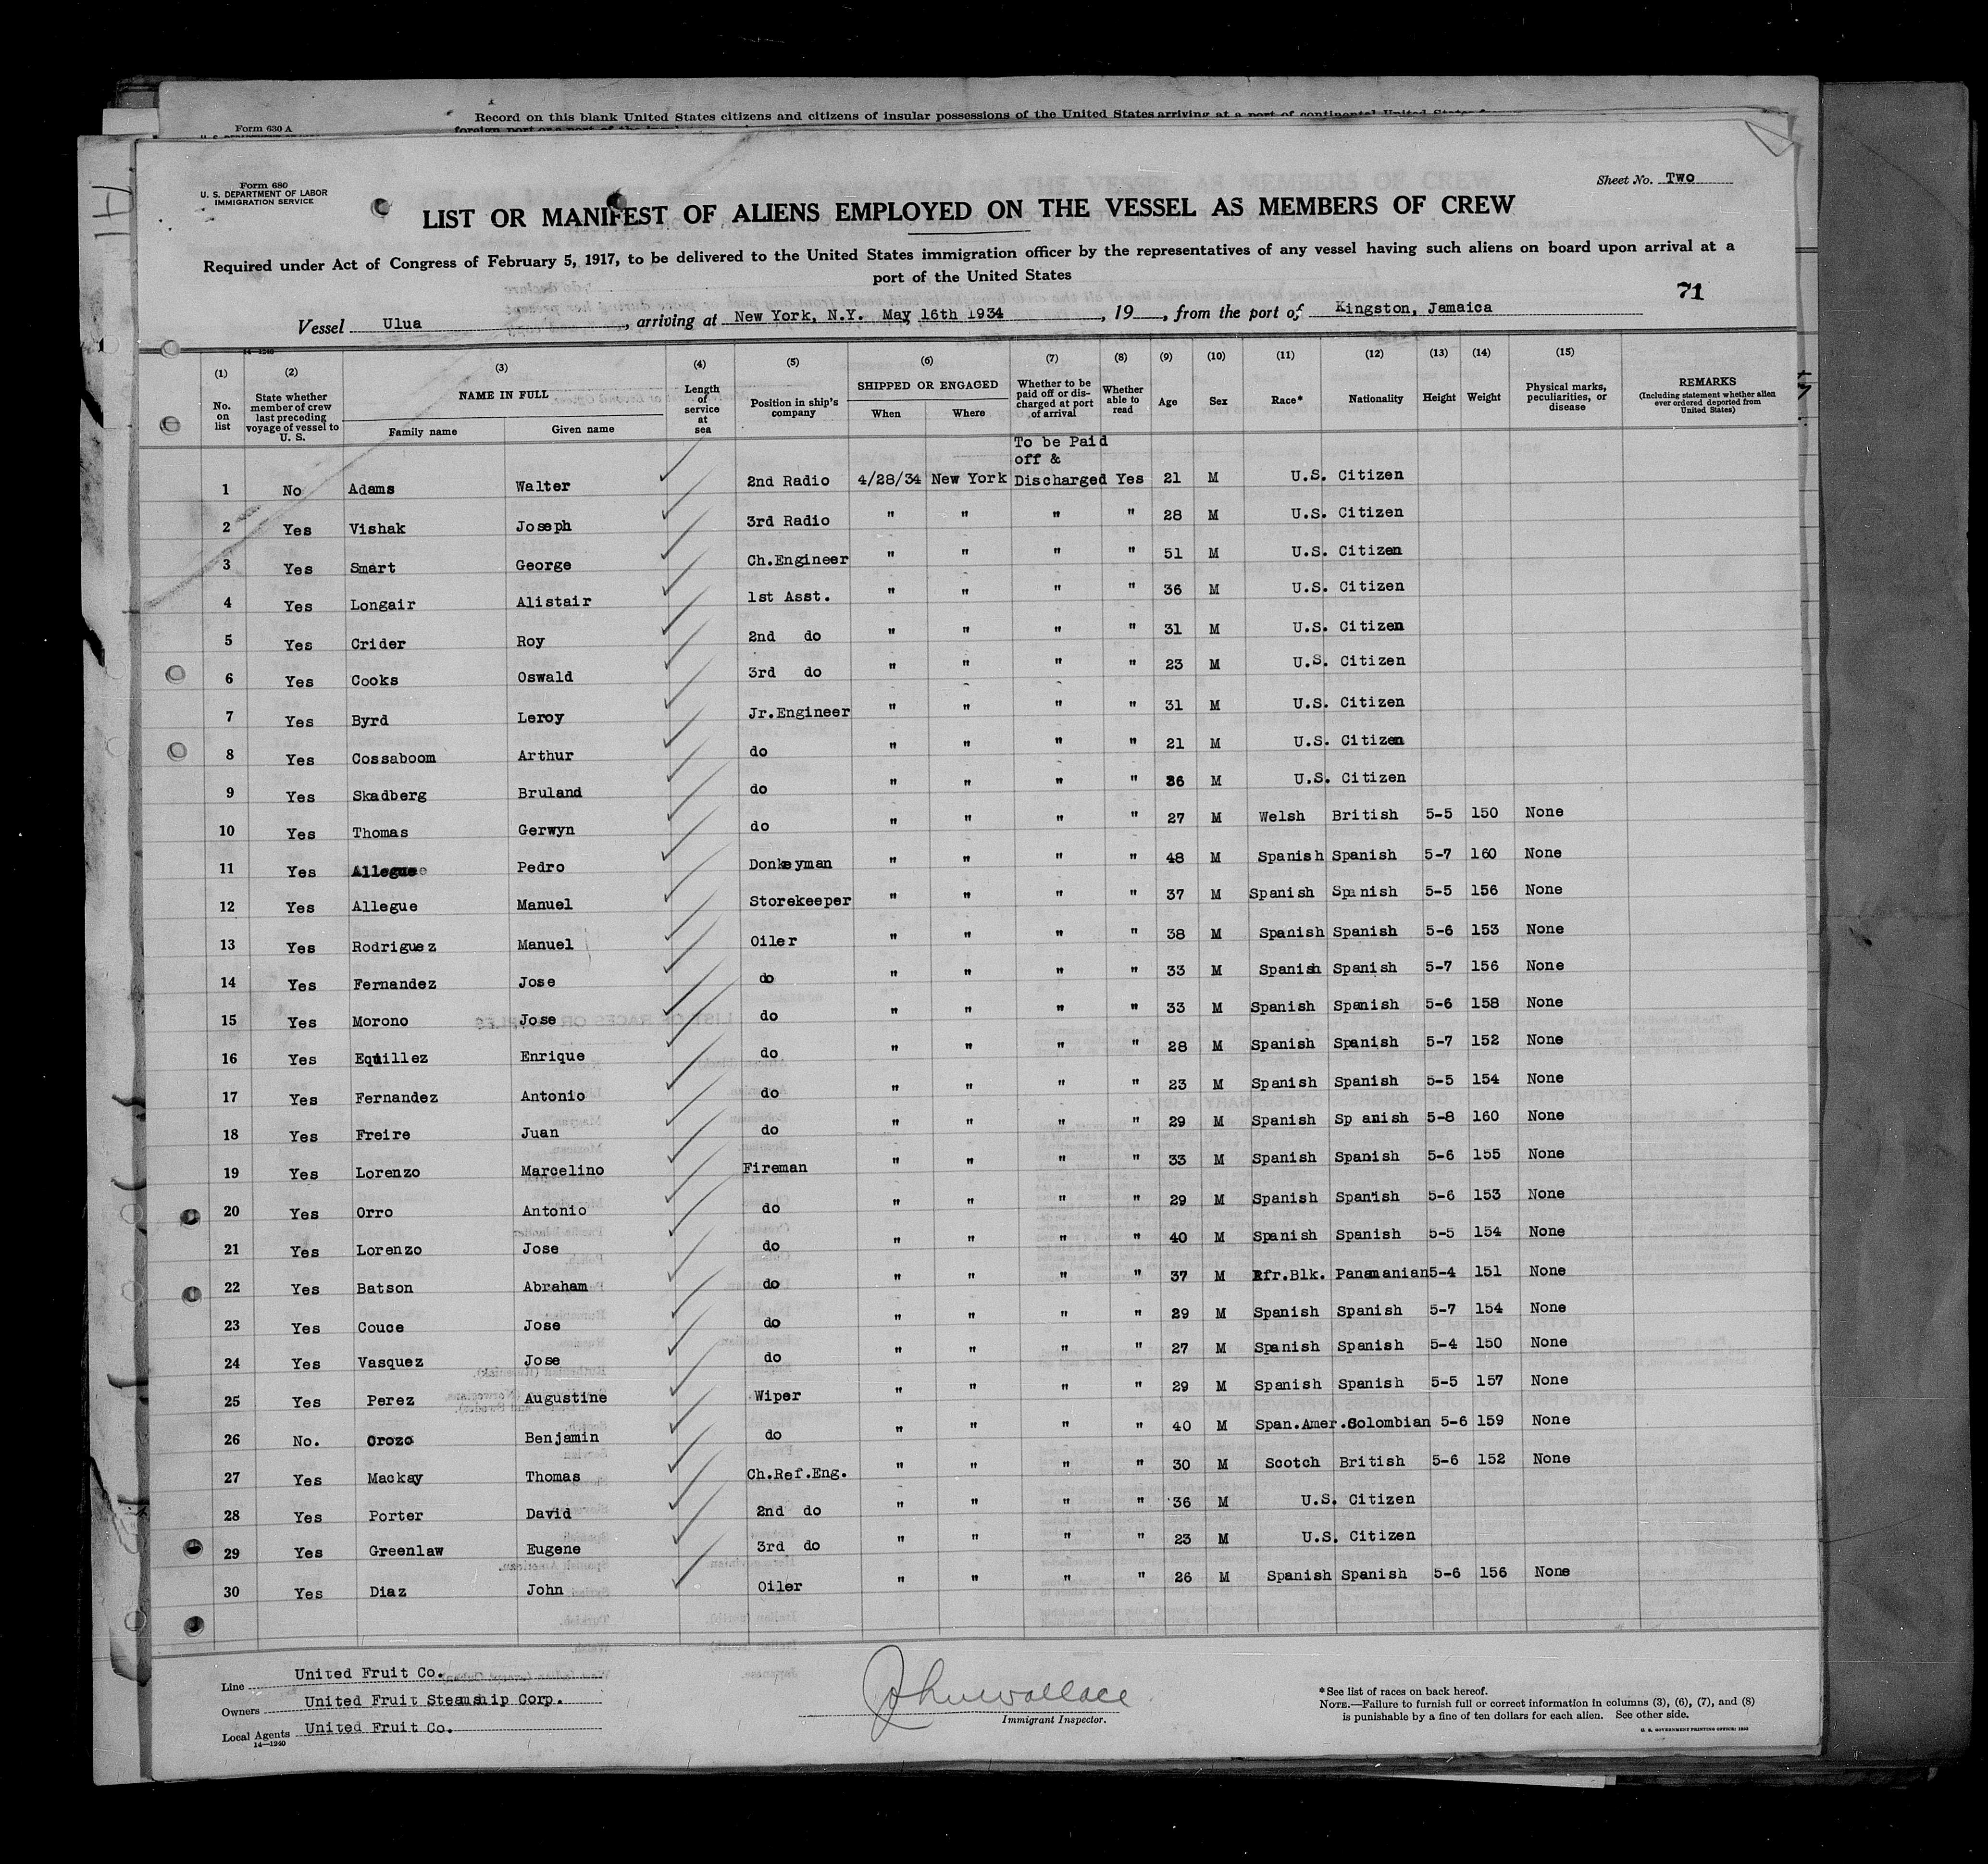 Form 630 A
Record on this blank United States citizens and citizens of insular possessions of the United States arriving at a port of continental United States
Form 680
U. S. DEPARTMENT OF LABOR
IMMIGRATION SERVICE
Sheet No. Two
LIST OR MANIFEST OF ALIENS EMPLOYED ON THE VESSEL AS MEMBERS OF CREW
Required under Act of Congress of February 5, 1917, to be delivered to the United States immigration officer by the representatives of any vessel having such aliens on board upon arrival at a
port of the United States
71
Vessel Ulua, arriving at New York, N.Y. May 16th 1934, 19, from the port of Kingston, Jamaica
14—1240
(1) (2) (3) (4) (5) (6) (7) (8) (9) (10) (11) (12) (13) (14) (15)
No. on list
State whether member of crew last preceding voyage of vessel to U. S.
NAME IN FULL
Family name
Given name
Length of service at sea
Position in ship's company
SHIPPED OR ENGAGED
When
Where
Whether to be paid off or discharged at port of arrival
Whether able to read
Age
Sex
Race*
Nationality
Height
Weight
Physical marks, peculiarities, or disease
REMARKS
(Including statement whether alien ever ordered deported from United States)
To be Paid
off &
1 No Adams Walter 2nd Radio 4/28/34 New York Discharged Yes 21 M U.S. Citizen
2 Yes Vishak Joseph 3rd Radio " " " " 28 M U.S. Citizen
3 Yes Smart George Ch.Engineer " " " " 51 M U.S. Citizen
4 Yes Longair Alistair 1st Asst. " " " " 36 M U.S. Citizen
5 Yes Crider Roy 2nd do " " " " 31 M U.S. Citizen
6 Yes Cooks Oswald 3rd do " " " " 23 M U.S. Citizen
7 Yes Byrd Leroy Jr.Engineer " " " " 31 M U.S. Citizen
8 Yes Cossaboom Arthur do " " " " 21 M U.S. Citizen
9 Yes Skadberg Bruland do " " " " 36 M U.S. Citizen
10 Yes Thomas Gerwyn do " " " " 27 M Welsh British 5-5 150 None
11 Yes Allegue Pedro Donkeyman " " " " 48 M Spanish Spanish 5-7 160 None
12 Yes Allegue Manuel Storekeeper " " " " 37 M Spanish Spanish 5-5 156 None
13 Yes Rodriguez Manuel Oiler " " " " 38 M Spanish Spanish 5-6 153 None
14 Yes Fernandez Jose do " " " " 33 M Spanish Spanish 5-7 156 None
15 Yes Morono Jose do " " " " 33 M Spanish Spanish 5-6 158 None
16 Yes Equillez Enrique do " " " " 28 M Spanish Spanish 5-7 152 None
17 Yes Fernandez Antonio do " " " " 23 M Spanish Spanish 5-5 154 None
18 Yes Freire Juan do " " " " 29 M Spanish Sp anish 5-8 160 None
19 Yes Lorenzo Marcelino Fireman " " " " 33 M Spanish Spanish 5-6 155 None
20 Yes Orro Antonio do " " " " 29 M Spanish Spanish 5-6 153 None
21 Yes Lorenzo Jose do " " " " 40 M Spanish Spanish 5-5 154 None
22 Yes Batson Abraham do " " " " 37 M Afr.Blk. Panamanian 5-4 151 None
23 Yes Couce Jose do " " " " 29 M Spanish Spanish 5-7 154 None
24 Yes Vasquez Jose do " " " " 27 M Spanish Spanish 5-4 150 None
25 Yes Perez Augustine Wiper " " " " 29 M Spanish Spanish 5-5 157 None
26 No. Orozo Benjamin do " " " " 40 M Span.Amer. Colombian 5-6 159 None
27 Yes Mackay Thomas Ch.Ref.Eng. " " " " 30 M Scotch British 5-6 152 None
28 Yes Porter David 2nd do " " " " 36 M U.S. Citizen
29 Yes Greenlaw Eugene 3rd do " " " " 23 M U.S. Citizen
30 Yes Diaz John Oiler " " " " 26 M Spanish Spanish 5-6 156 None
Line United Fruit Co.
Owners United Fruit Steamship Corp.
Local Agents United Fruit Co.
14—1240
John Wallace
Immigrant Inspector.
*See list of races on back hereof.
NOTE.—Failure to furnish full or correct information in columns (3), (6), (7), and (8)
is punishable by a fine of ten dollars for each alien. See other side.